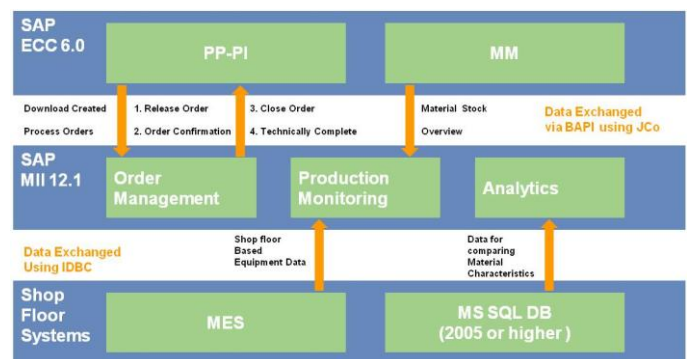 SAP
ECC 6.0
PP-PI
MM
Download Created
Process Orders
1. Release Order
2. Order Confirmation
3. Close Order
4. Technically Complete
Material Stock
Overview
Data Exchanged
via BAPI using JCo
SAP
MII 12.1
Order
Management
Production
Monitoring
Analytics
Data Exchanged
Using IDBC
Shop floor
Based
Equipment Data
Data for
comparing
Material
Characteristics
Shop
Floor
Systems
MES
MS SQL DB
(2005 or higher )